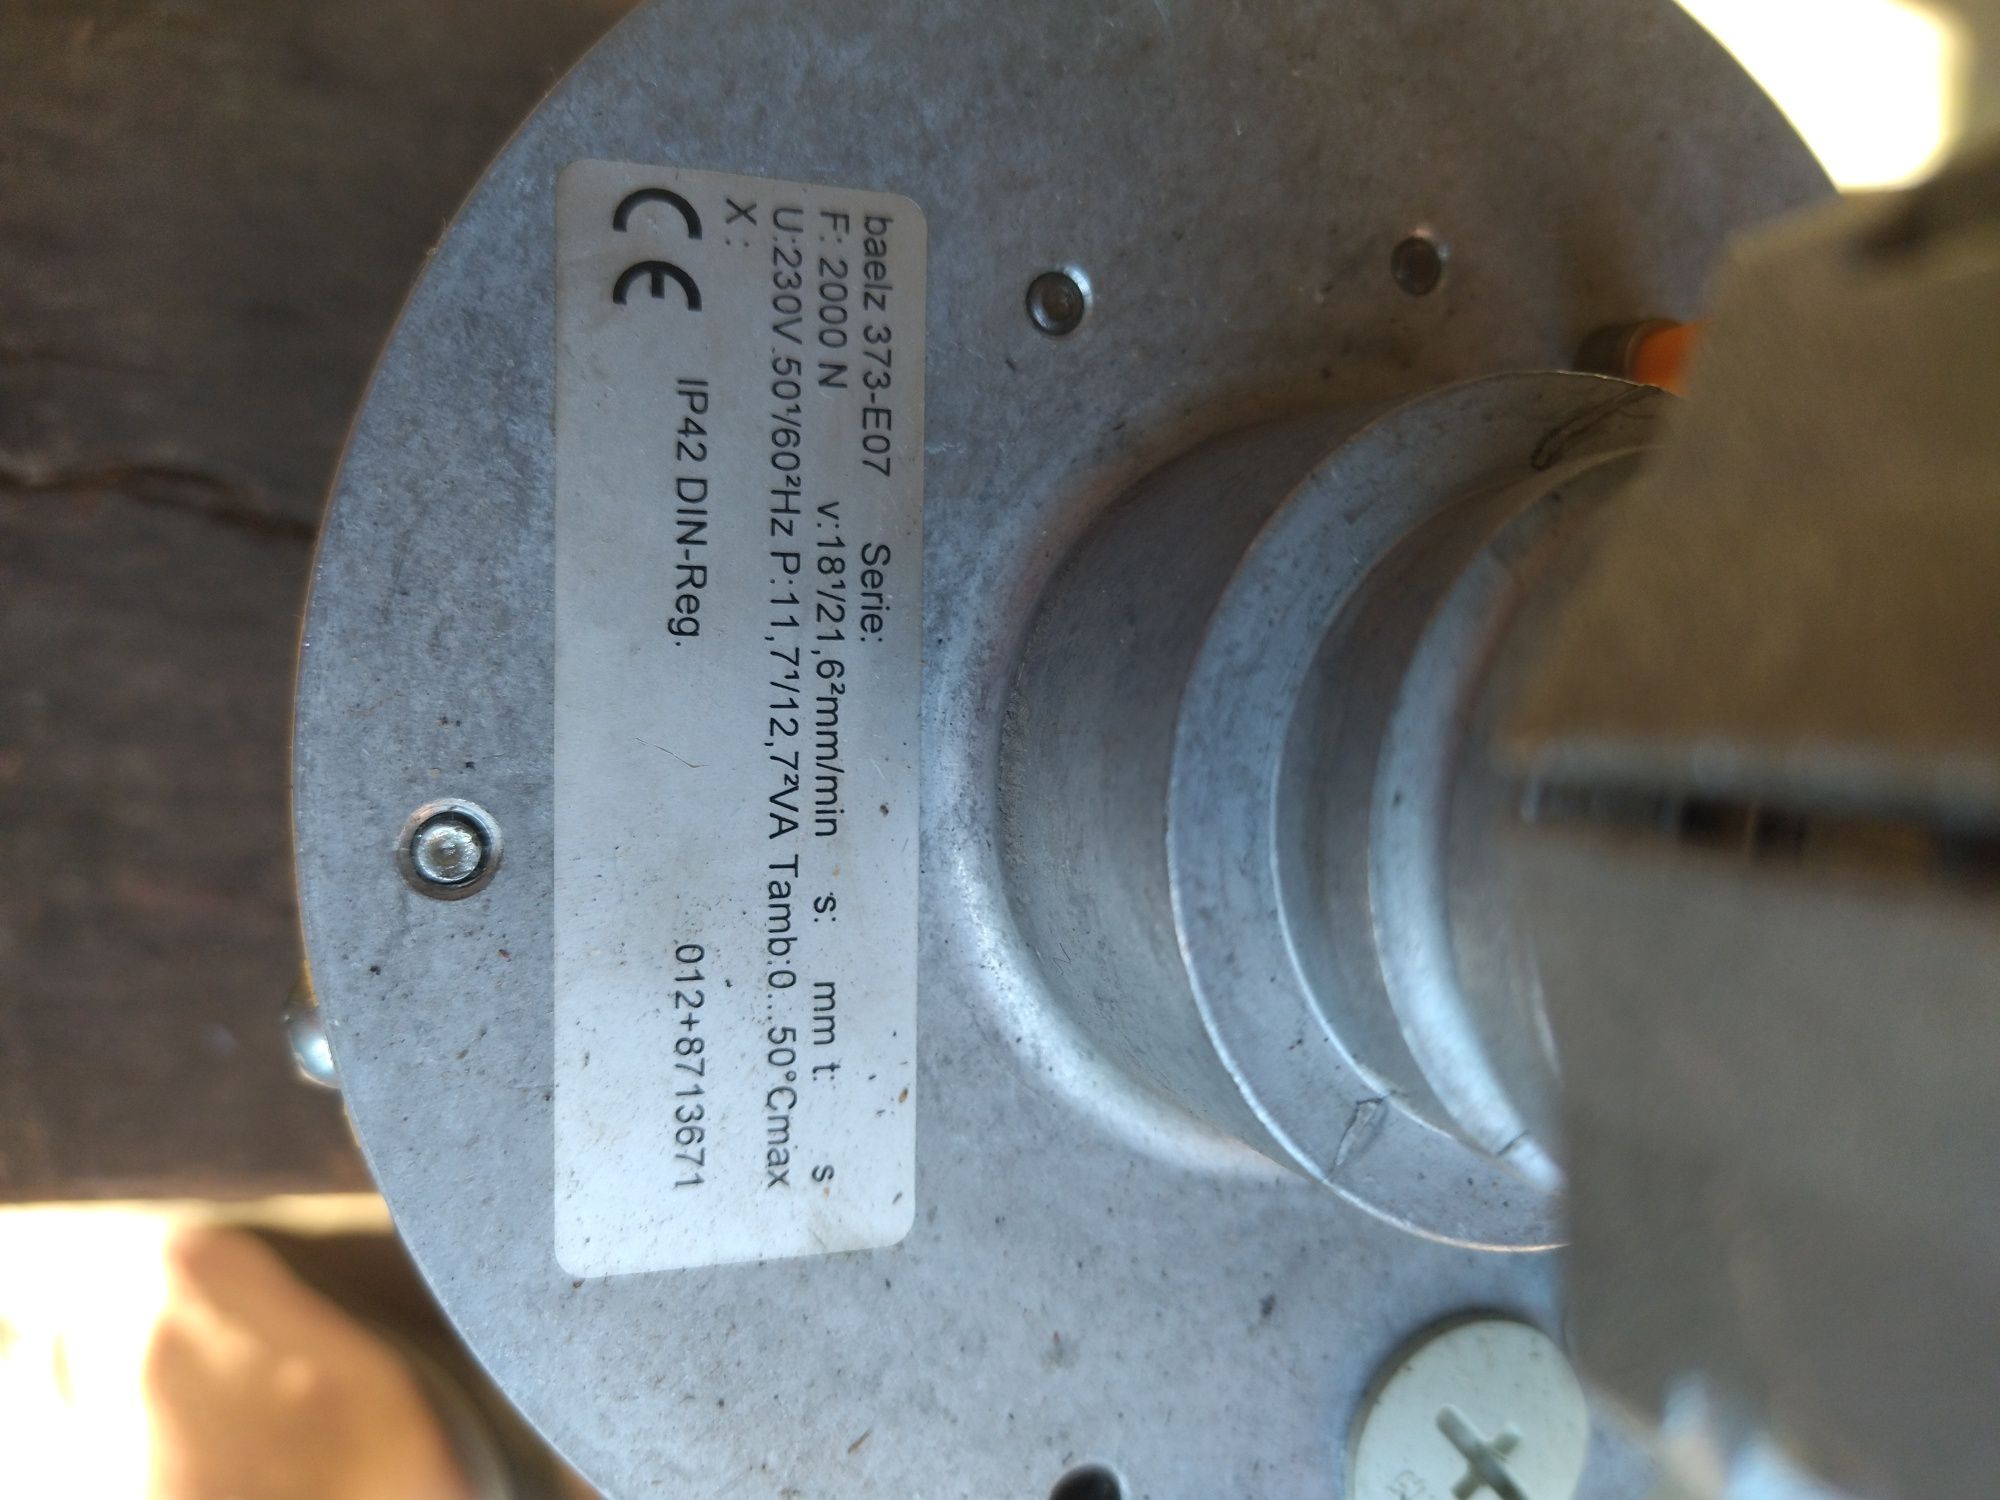 baelz 373-E07 Serie:
F: 2000 N v:18¹/21,6²mm/min s: mm t: s
U:230V.50¹/60²Hz P:11,7¹/12,7²VA Tamb:0...50°Cmax
X :
CE IP42 DIN-Reg. 012+8713671